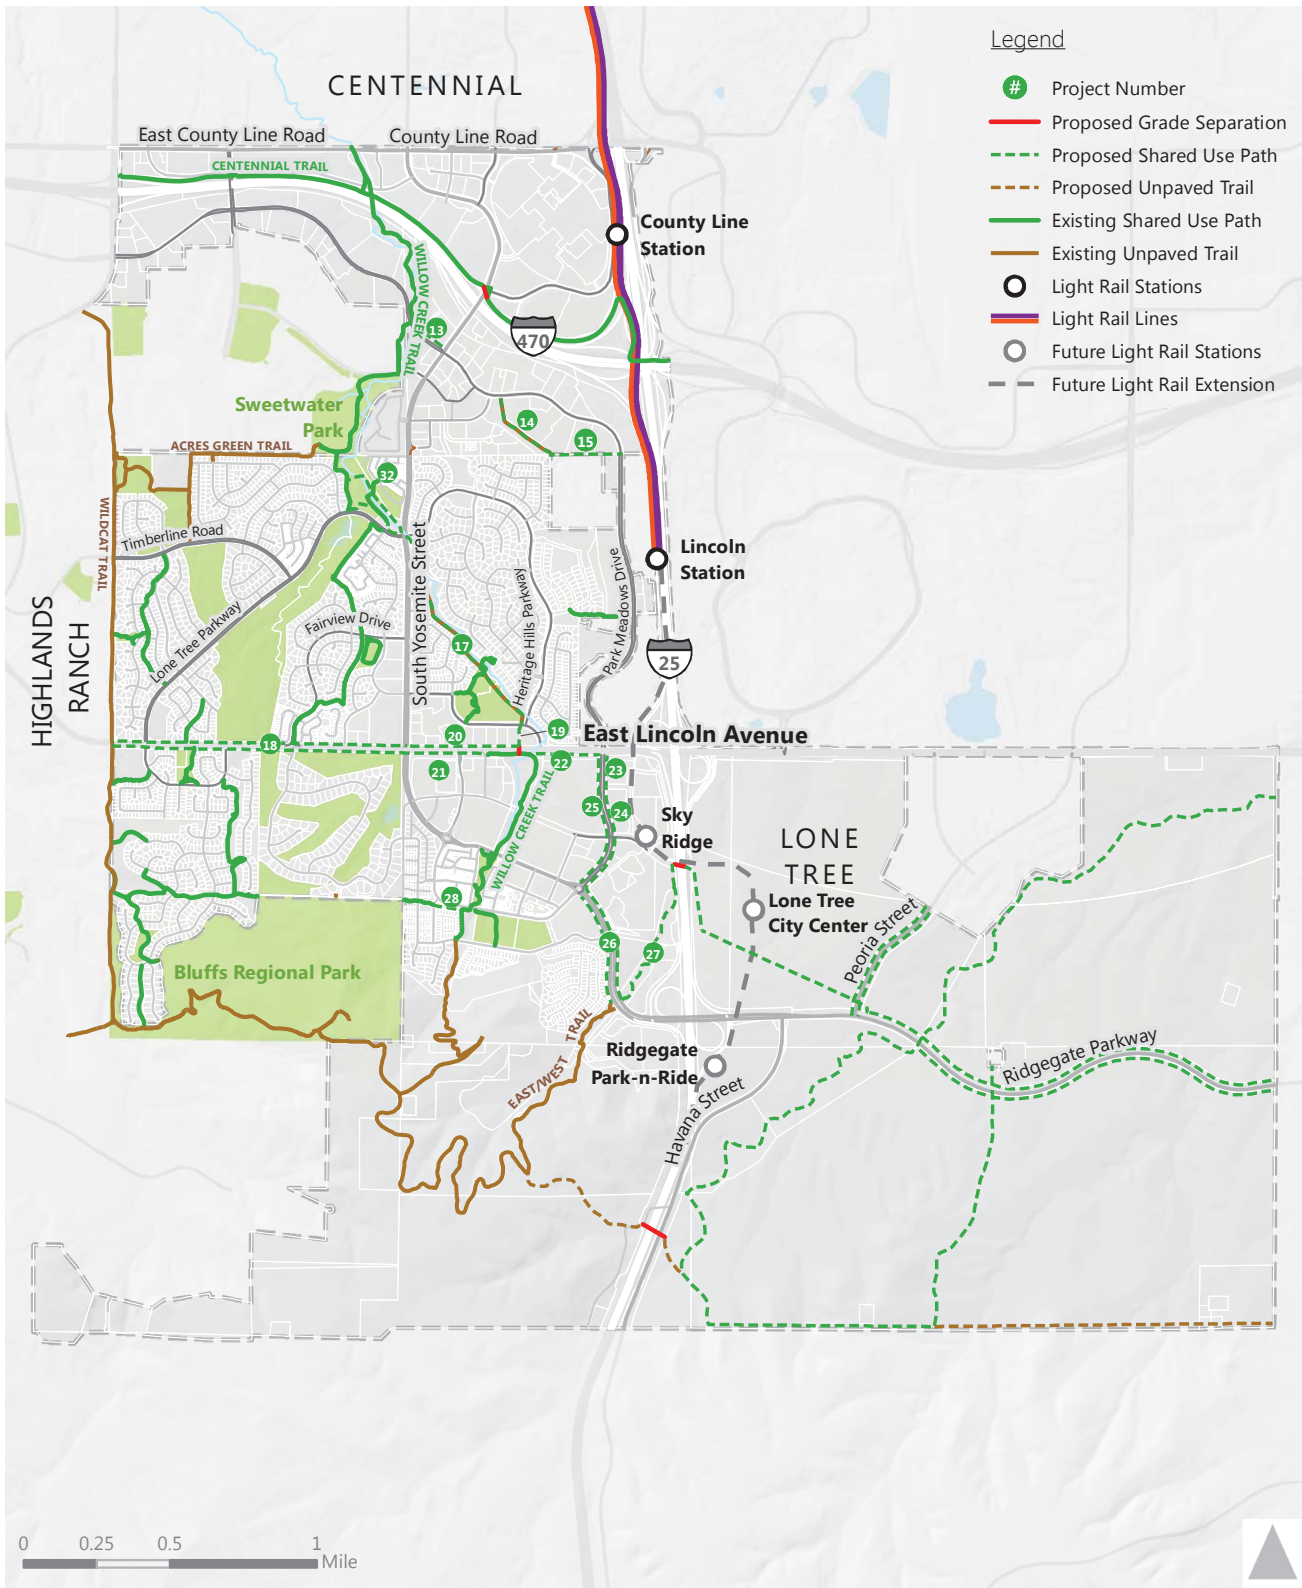 Legend
# Project Number
Proposed Grade Separation
Proposed Shared Use Path
Proposed Unpaved Trail
Existing Shared Use Path
Existing Unpaved Trail
Light Rail Stations
Light Rail Lines
Future Light Rail Stations
Future Light Rail Extension
CENTENNIAL
East County Line Road
County Line Road
CENTENNIAL TRAIL
County Line
Station
WILLOW CREEK TRAIL
13
470
Sweetwater
Park
14
15
ACRES GREEN TRAIL
32
WILDCAT TRAIL
Timberline Road
South Yosemite Street
Lincoln
Station
Heritage Hills Parkway
Park Meadows Drive
HIGHLANDS
RANCH
Lone Tree Parkway
Fairview Drive
17
25
18
20
19
East Lincoln Avenue
21
22
23
WILLOW CREEK TRAIL
25
24
Sky
Ridge
LONE
TREE
28
Lone Tree
City Center
Peoria Street
26
27
Bluffs Regional Park
EAST/WEST TRAIL
Ridgegate
Park-n-Ride
Ridgegate Parkway
Havana Street
0 0.25 0.5 1
Mile